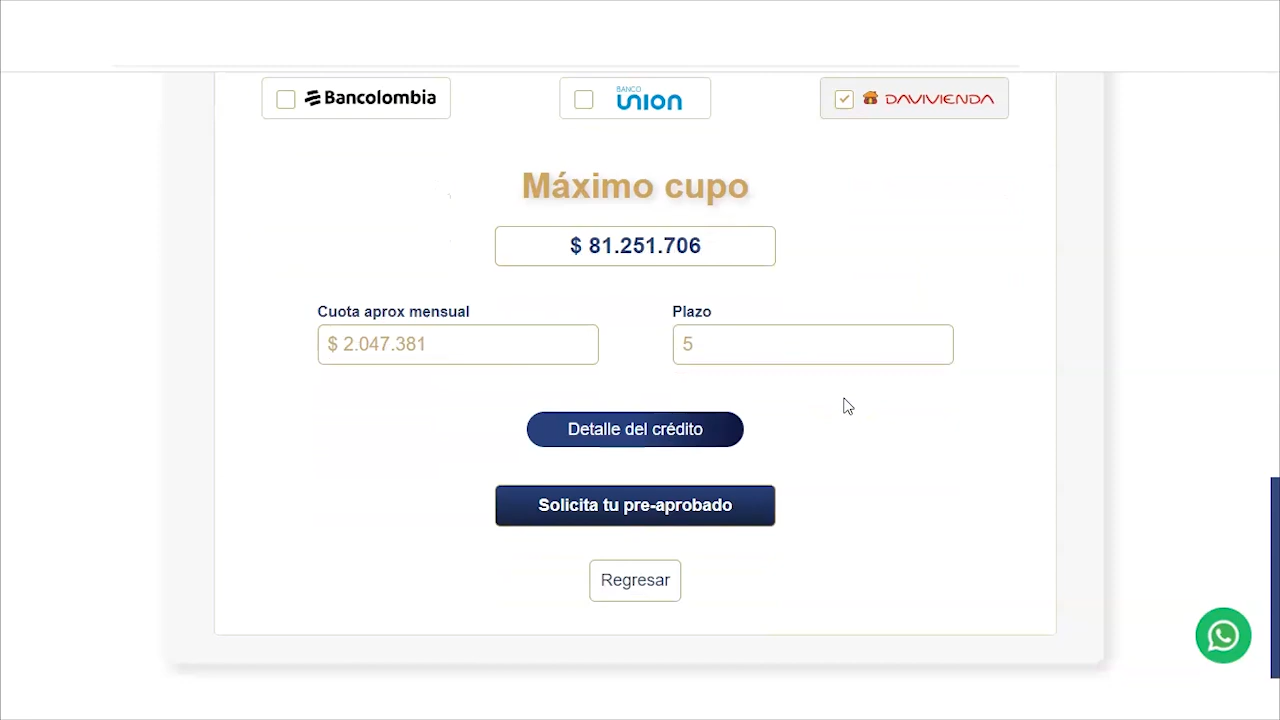 Bancolombia
BANCO
union
DAVIVIENDA
Máximo cupo
$ 81.251.706
Cuota aprox mensual
Plazo
$ 2.047.381
5
Detalle del crédito
Solicita tu pre-aprobado
Regresar